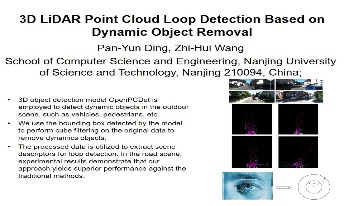 3D LiDAR Point Cloud Loop Detection Based on
Dynamic Object Removal
Pan-Yun Ding, Zhi-Hui Wang
School of Computer Science and Engineering, Nanjing University
of Science and Technology, Nanjing 210094, China;
• 3D object detection model OpenPCDet is
employed to detect dynamic objects in the outdoor
scene, such as vehicles, pedestrians, etc.
• We use the bounding box detected by the model
to perform cube filtering on the original data to
remove dynamics objects.
• The processed data is utilized to extract scene
descriptors for loop detection. In the road scene,
experimental results demonstrate that our
approach yields superior performance against the
traditional methods.